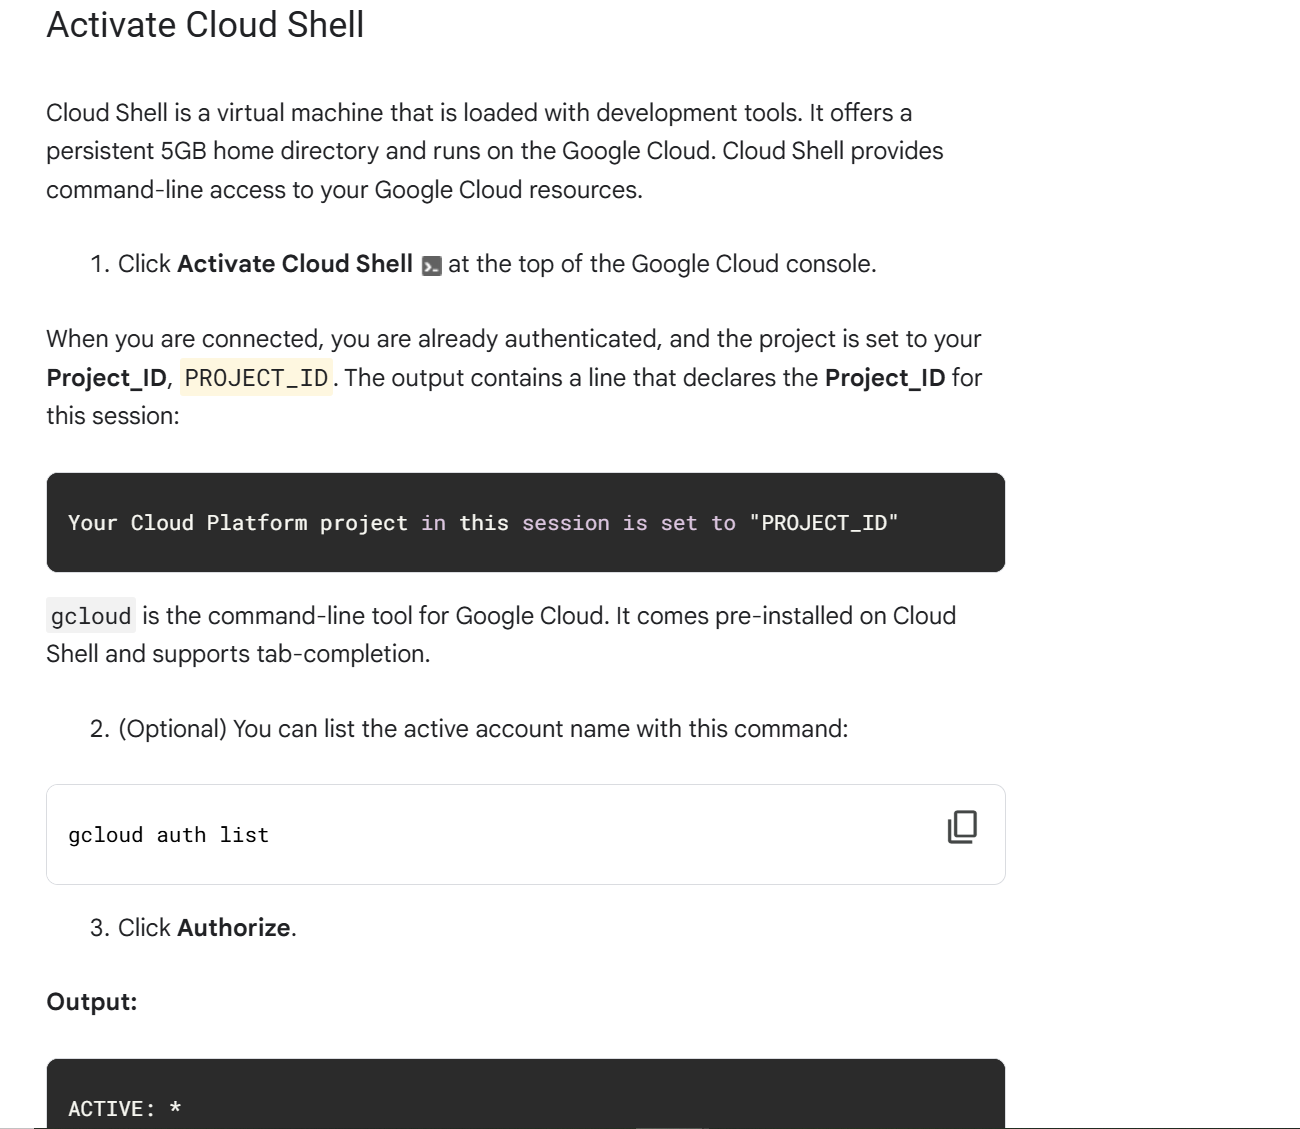 Activate Cloud Shell
Cloud Shell is a virtual machine that is loaded with development tools. It offers a
persistent 5GB home directory and runs on the Google Cloud. Cloud Shell provides
command-line access to your Google Cloud resources.
1. Click Activate Cloud Shell at the top of the Google Cloud console.
When you are connected, you are already authenticated, and the project is set to your
Project_ID, PROJECT_ID. The output contains a line that declares the Project_ID for
this session:
Your Cloud Platform project in this session is set to "PROJECT_ID"
gcloud is the command-line tool for Google Cloud. It comes pre-installed on Cloud
Shell and supports tab-completion.
2. (Optional) You can list the active account name with this command:
gcloud auth list
3. Click Authorize.
Output:
ACTIVE: *